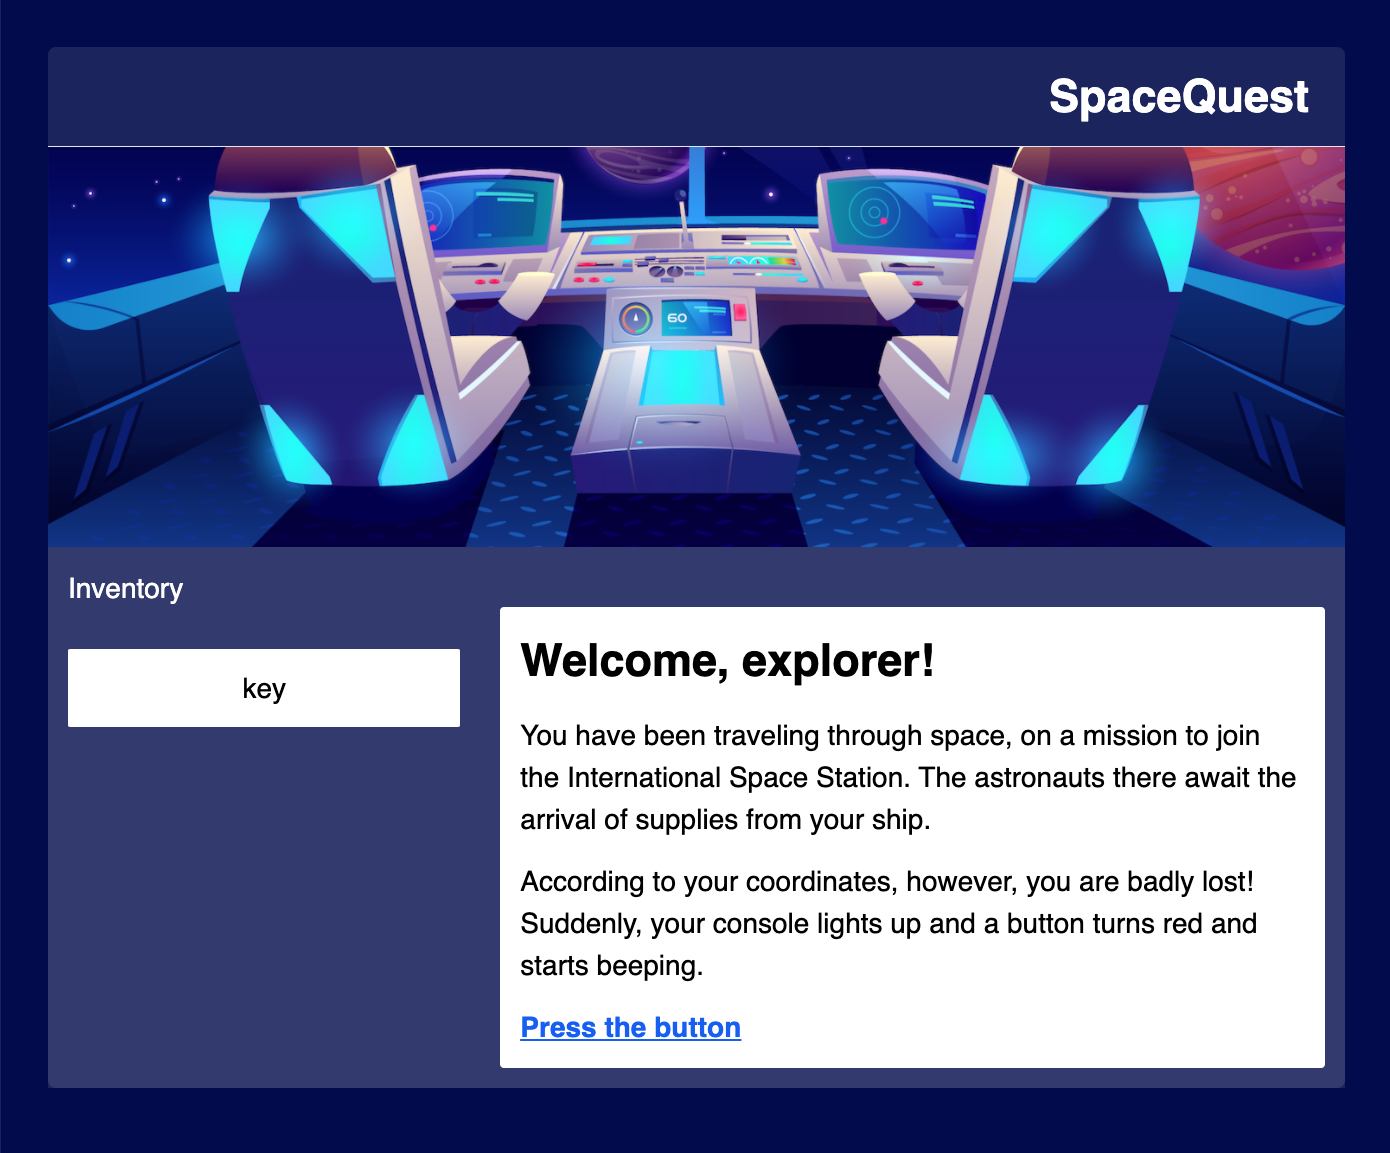 SpaceQuest
60
Inventory
key
Welcome, explorer!
You have been traveling through space, on a mission to join
the International Space Station. The astronauts there await the
arrival of supplies from your ship.
According to your coordinates, however, you are badly lost!
Suddenly, your console lights up and a button turns red and
starts beeping.
Press the button